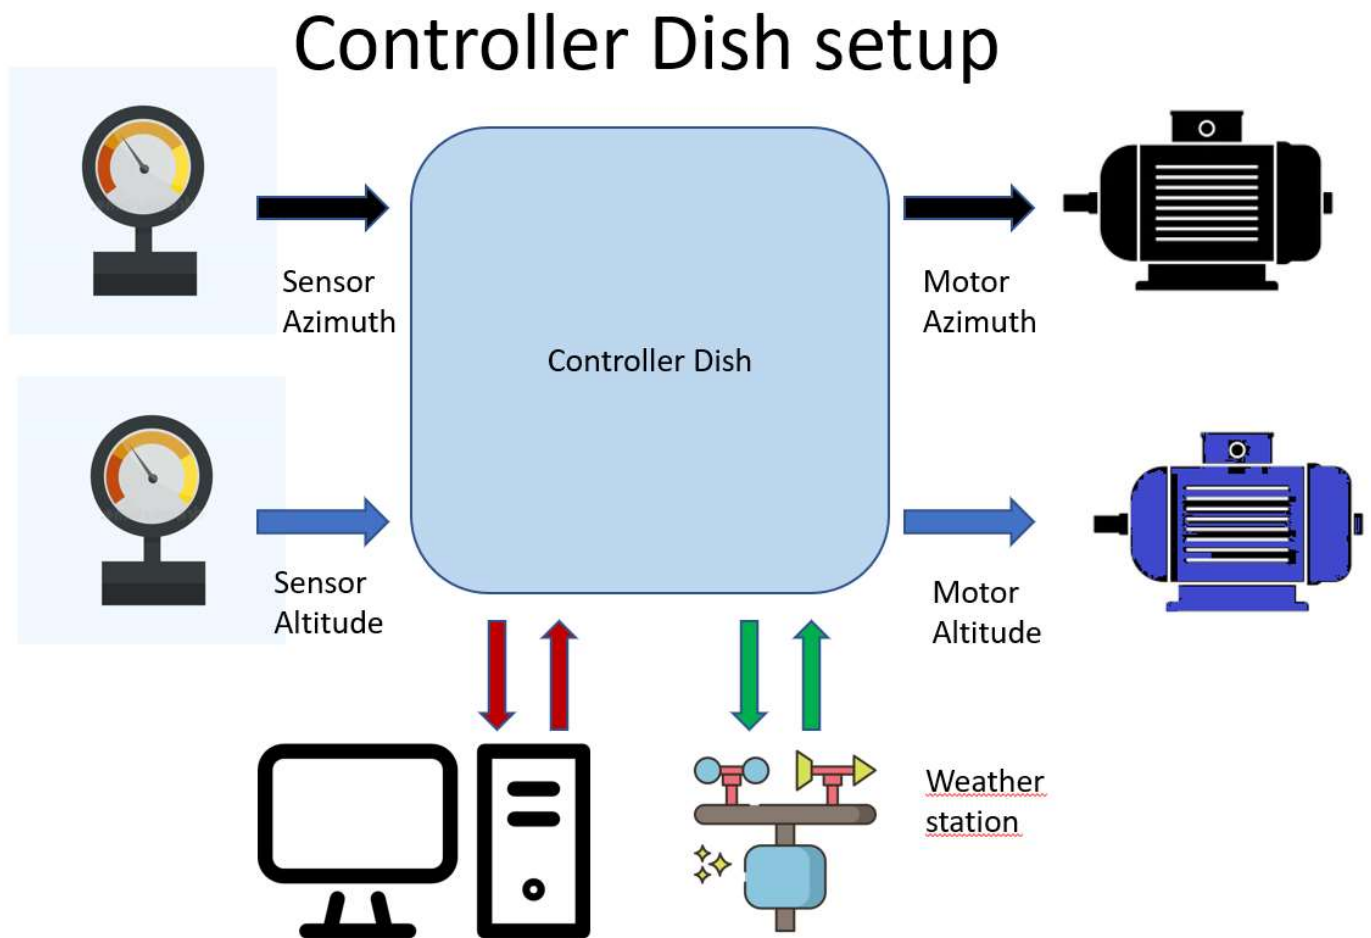 Controller Dish setup
Sensor
Azimuth
Motor
Azimuth
Controller Dish
Sensor
Altitude
Motor
Altitude
Weather
station